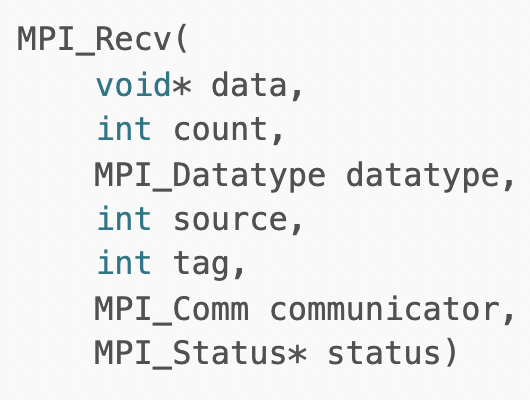 MPI_Recv(
    void* data,
    int count,
    MPI_Datatype datatype,
    int source,
    int tag,
    MPI_Comm communicator,
    MPI_Status* status)